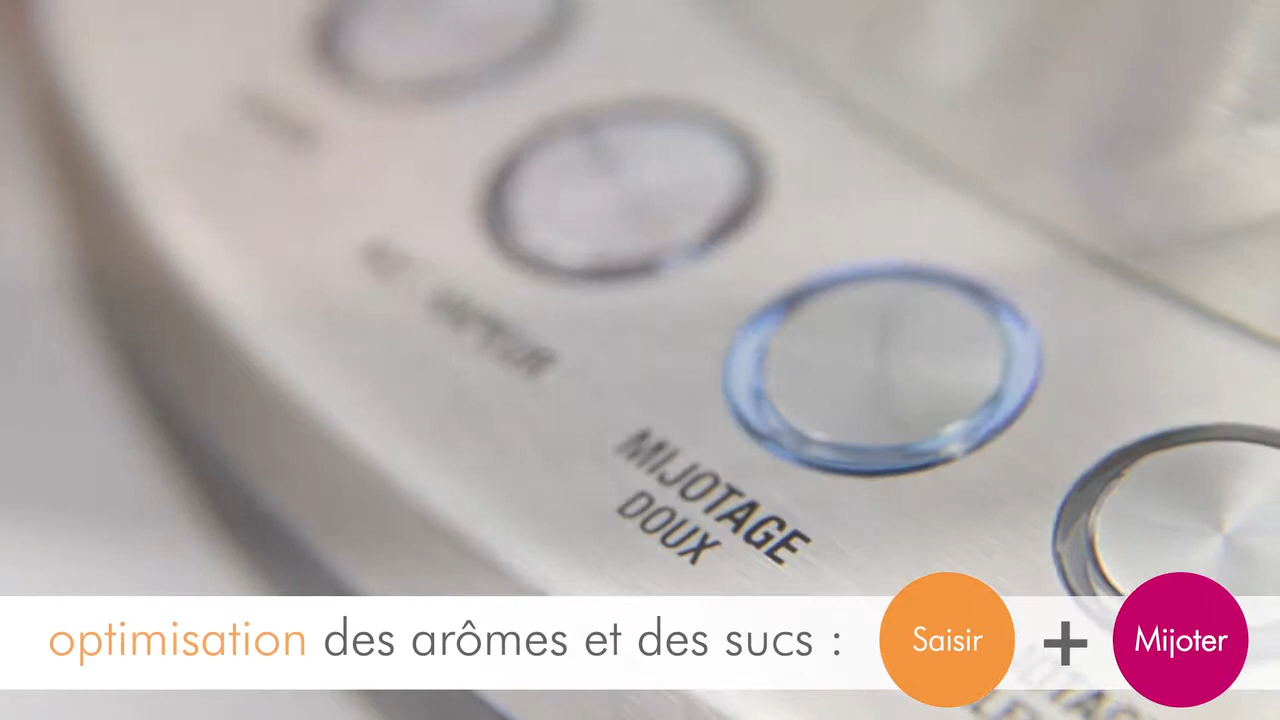 MIJOTAGE
DOUX
optimisation des arômes et des sucs : Saisir + Mijoter